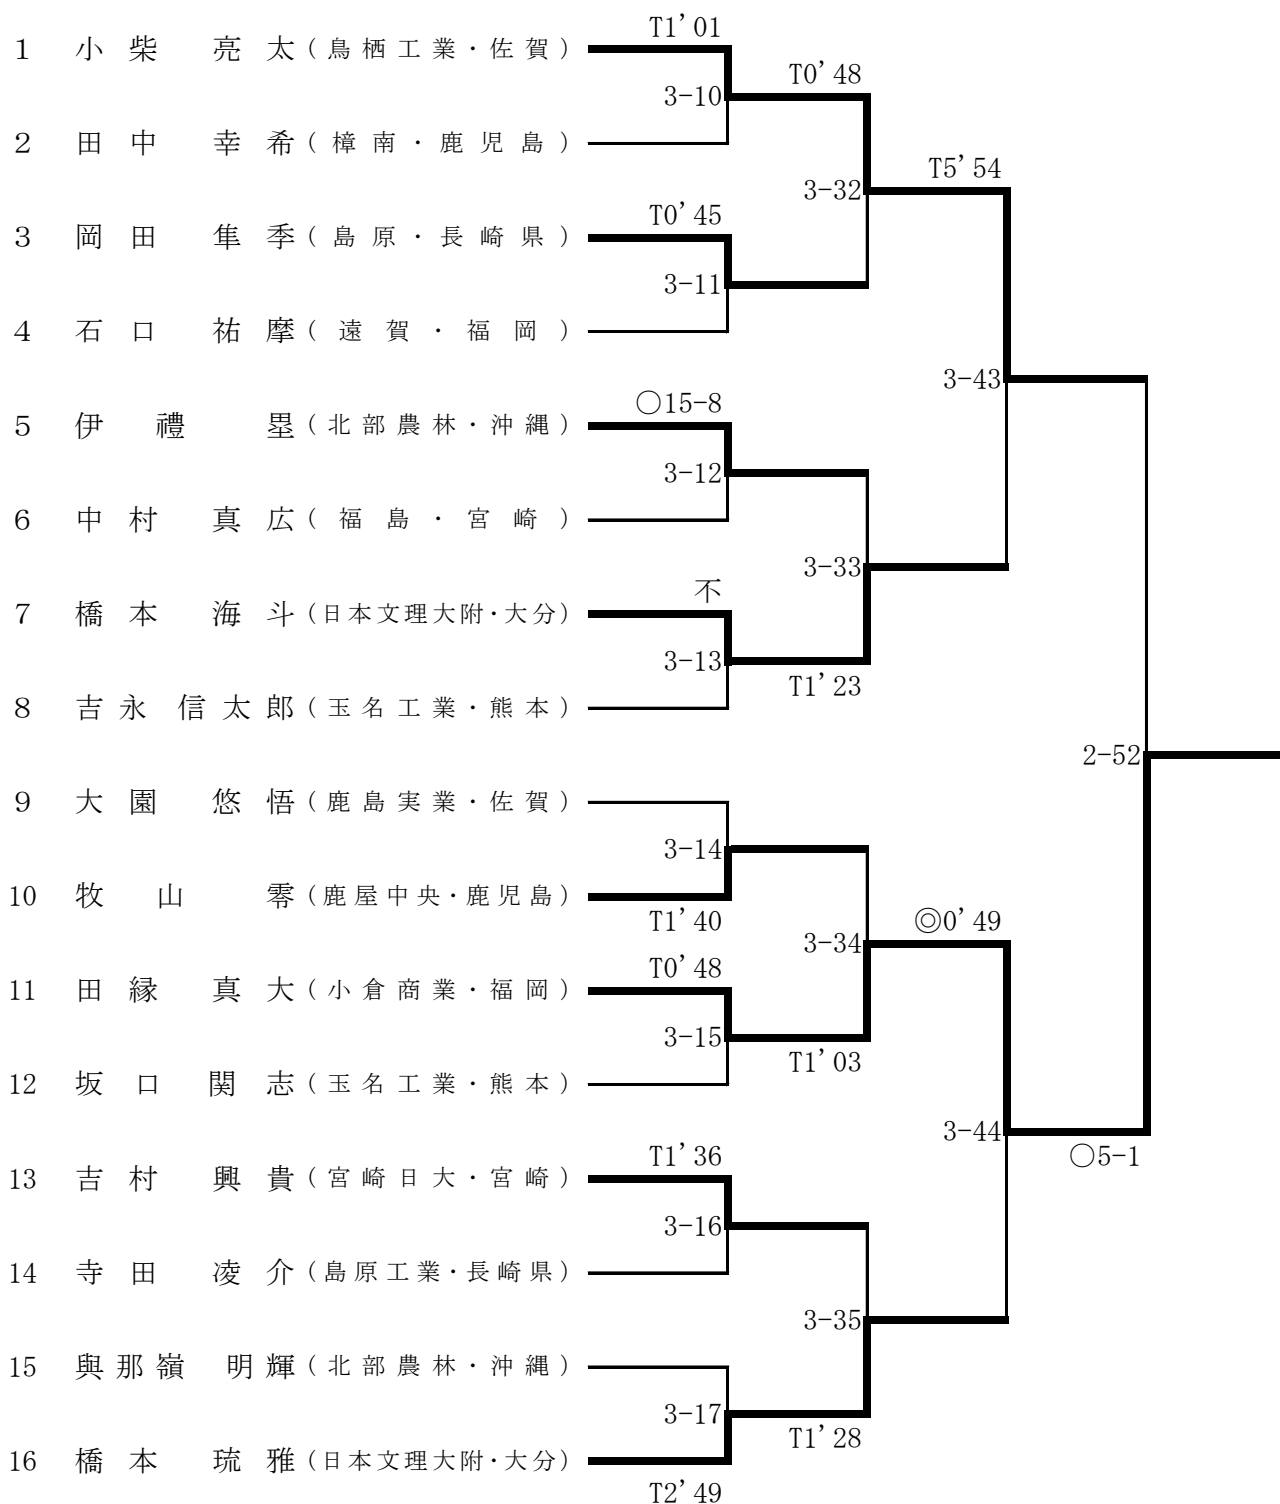 T1’01
1 小柴 亮太(鳥栖工業・佐賀)
T0’48
3-10
2 田中 幸希(樟南・鹿児島)
T5’54
3-32
T0’45
3 岡田 隼季(島原・長崎県)
3-11
4 石口 祐摩(遠賀・福岡)
3-43
○15-8
5 伊禮 塁(北部農林・沖縄)
3-12
6 中村 真広(福島・宮崎)
3-33
不
7 橋本 海斗(日本文理大附・大分)
3-13
T1’23
8 吉永 信太郎(玉名工業・熊本)
2-52
9 大園 悠悟(鹿島実業・佐賀)
3-14
10 牧山 零(鹿屋中央・鹿児島)
T1’40
◎0’49
3-34
T0’48
11 田縁 真大(小倉商業・福岡)
3-15
T1’03
12 坂口 関志(玉名工業・熊本)
3-44
○5-1
T1’36
13 吉村 興貴(宮崎日大・宮崎)
3-16
14 寺田 凌介(島原工業・長崎県)
3-35
15 與那嶺 明輝(北部農林・沖縄)
3-17
T1’28
16 橋本 琉雅(日本文理大附・大分)
T2’49